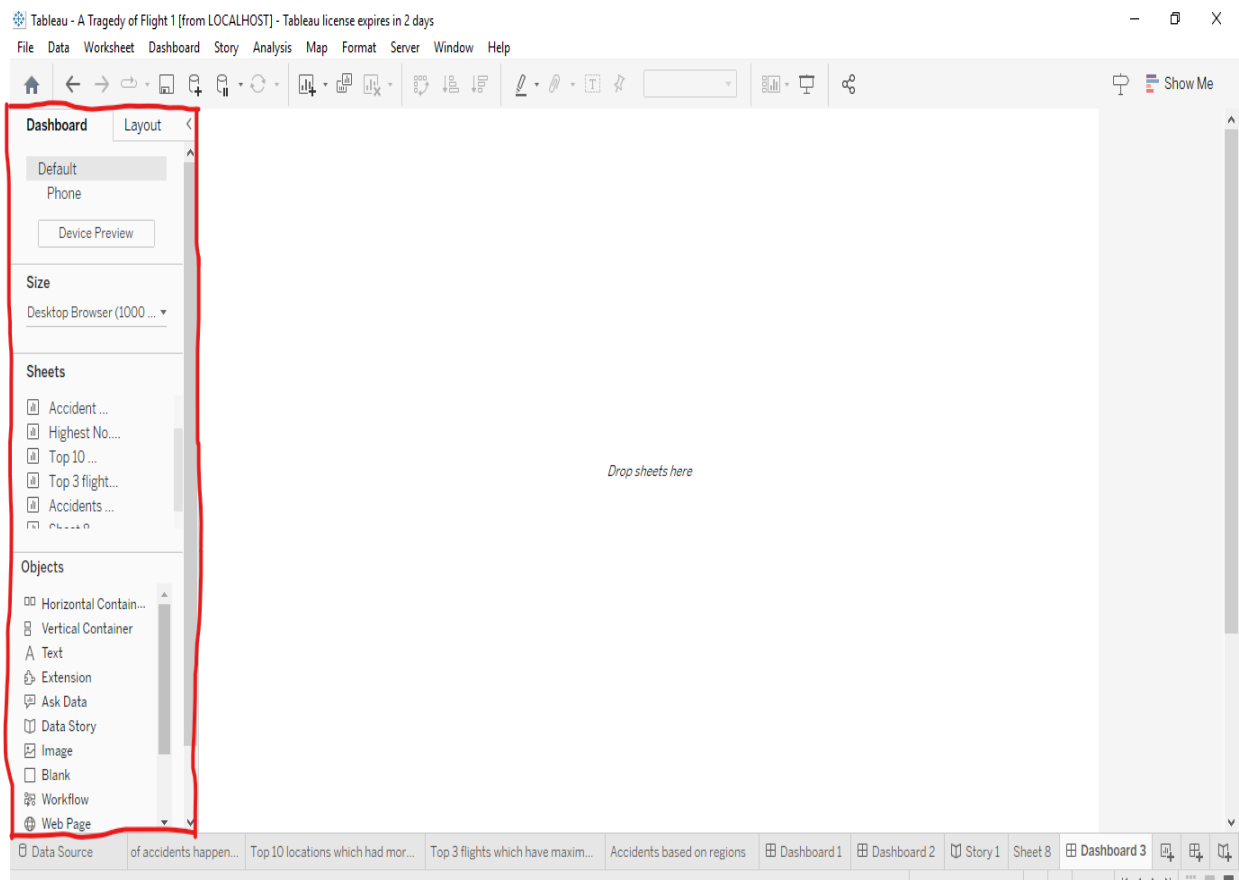 Tableau - A Tragedy of Flight 1 [from LOCALHOST] - Tableau license expires in 2 days
File Data Worksheet Dashboard Story Analysis Map Format Server Window Help
Show Me
Dashboard Layout
Default
Phone
Device Preview
Size
Desktop Browser (1000 ...
Sheets
Accident ...
Highest No....
Top 10 ...
Top 3 flight...
Accidents ...
Sheet 8
Drop sheets here
Objects
Horizontal Contain...
Vertical Container
Text
Extension
Ask Data
Data Story
Image
Blank
Workflow
Web Page
Data Source of accidents happen... Top 10 locations which had mor... Top 3 flights which have maxim... Accidents based on regions Dashboard 1 Dashboard 2 Story 1 Sheet 8 Dashboard 3